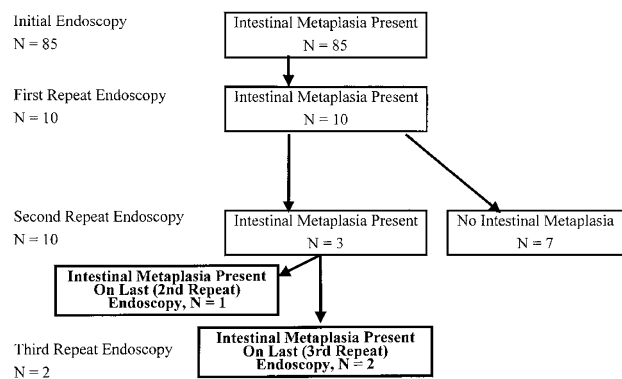 Initial Endoscopy
N = 85
Intestinal Metaplasia Present
N = 85
First Repeat Endoscopy
N = 10
Intestinal Metaplasia Present
N = 10
Second Repeat Endoscopy
N = 10
Intestinal Metaplasia Present
N = 3
No Intestinal Metaplasia
N = 7
Intestinal Metaplasia Present
On Last (2nd Repeat)
Endoscopy, N = 1
Third Repeat Endoscopy
N = 2
Intestinal Metaplasia Present
On Last (3rd Repeat)
Endoscopy, N = 2